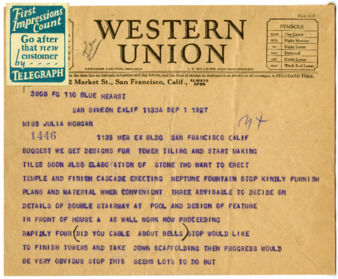 First
Impressions
Count
Go after
that new
customer
by
TELEGRAPH
WESTERN
UNION
SYMBOLS
2 Market St., San Francisco, Calif. ALWAYS
OPEN
110 BLUE HEARST
SAN SIMEON CALIF 1133A SEP 1 1927
MISS JULIA MORGAN
1446
1135 MER EX BLDG SAN FRANCISCO CALIF
SUGGEST WE GET DESIGNS FOR TOWER TILING AND START MAKING
TILES SOON ALSO ELABORATION OF STONE TWO WANT TO ERECT
TEMPLE AND FINISH CASCADE ERECTING NEPTUNE FOUNTAIN STOP KINDLY FURNISH
PLANS AND MATERIAL WHEN CONVENIENT THREE ADVISABLE TO DECIDE ON
DETAILS OF DOUBLE STAIRWAY AT POOL AND DESIGN OF FEATURE
IN FRONT OF HOUSE A AS WALL WORK NOW PROCEEDING
RAPIDLY FOUR (DID YOU CABLE ABOUT BELLS) STOP WOULD LIKE
TO FINISH TOWERS AND TAKE DOWN SCAFFOLDING THEN PROGRESS WOULD
BE VERY OBVIOUS STOP THIS SEEMS LOTS TO DO BUT